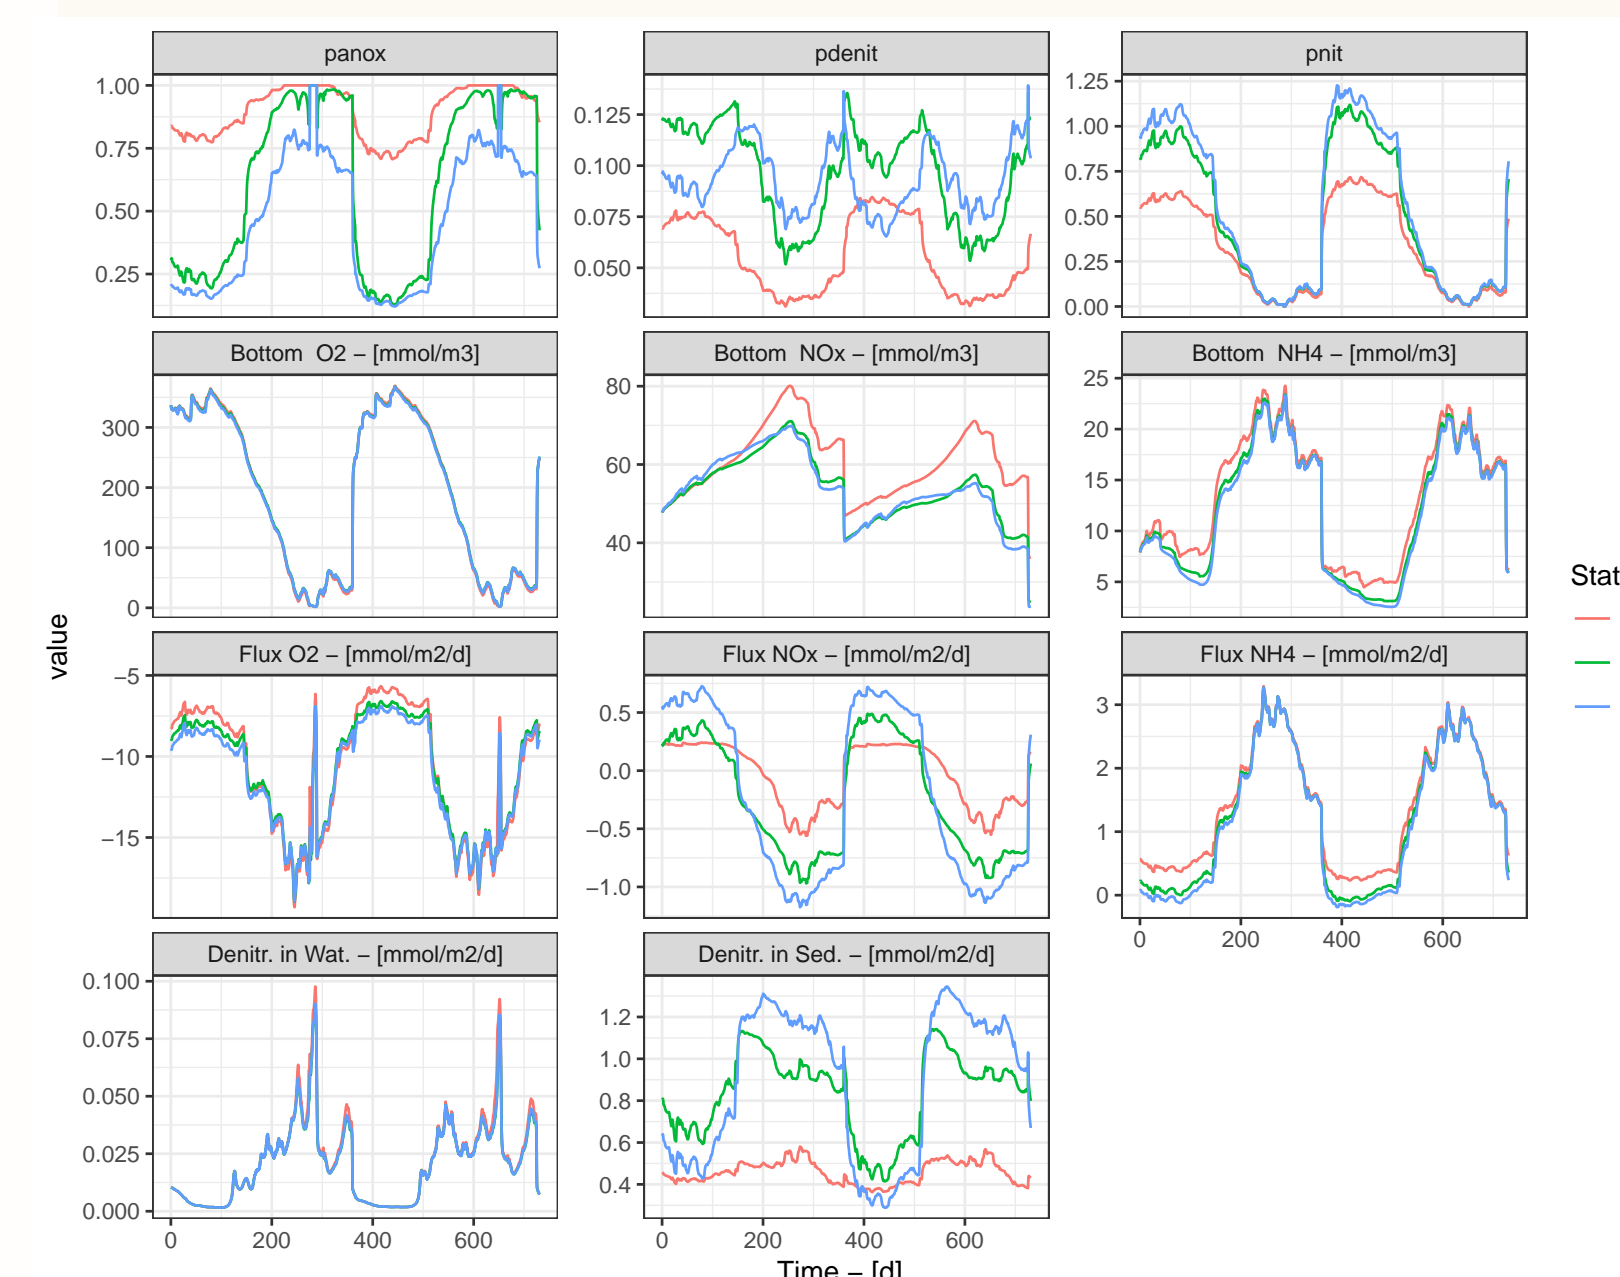 panox
pdenit
pnit
1.00
0.75
0.50
0.25
0.125
0.100
0.075
0.050
1.25
1.00
0.75
0.50
0.25
0.00
Bottom  O2 − [mmol/m3]
Bottom  NOx − [mmol/m3]
Bottom  NH4 − [mmol/m3]
300
200
100
0
80
60
40
25
20
15
10
5
Stat
value
Flux O2 − [mmol/m2/d]
Flux NOx − [mmol/m2/d]
Flux NH4 − [mmol/m2/d]
−5
−10
−15
0.5
0.0
−0.5
−1.0
3
2
1
0
0 200 400 600
Denitr. in Wat. − [mmol/m2/d]
Denitr. in Sed. − [mmol/m2/d]
0.100
0.075
0.050
0.025
0.000
1.2
1.0
0.8
0.6
0.4
0 200 400 600
0 200 400 600
Time − [d]